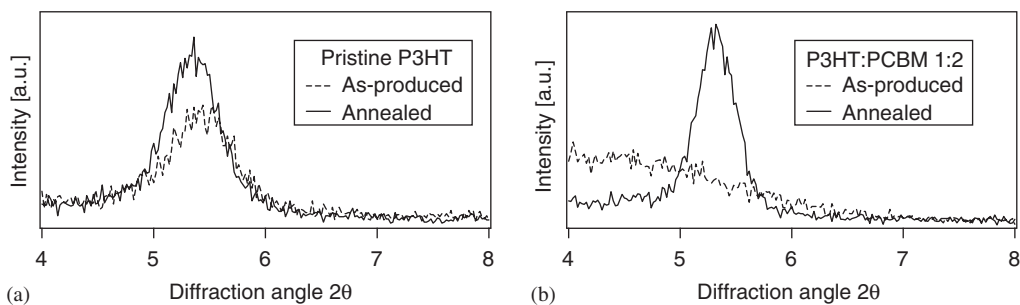 Intensity [a.u.]
Pristine P3HT
As-produced
Annealed
4 5 6 7 8
Diffraction angle 2θ
(a)
Intensity [a.u.]
P3HT:PCBM 1:2
As-produced
Annealed
4 5 6 7 8
Diffraction angle 2θ
(b)